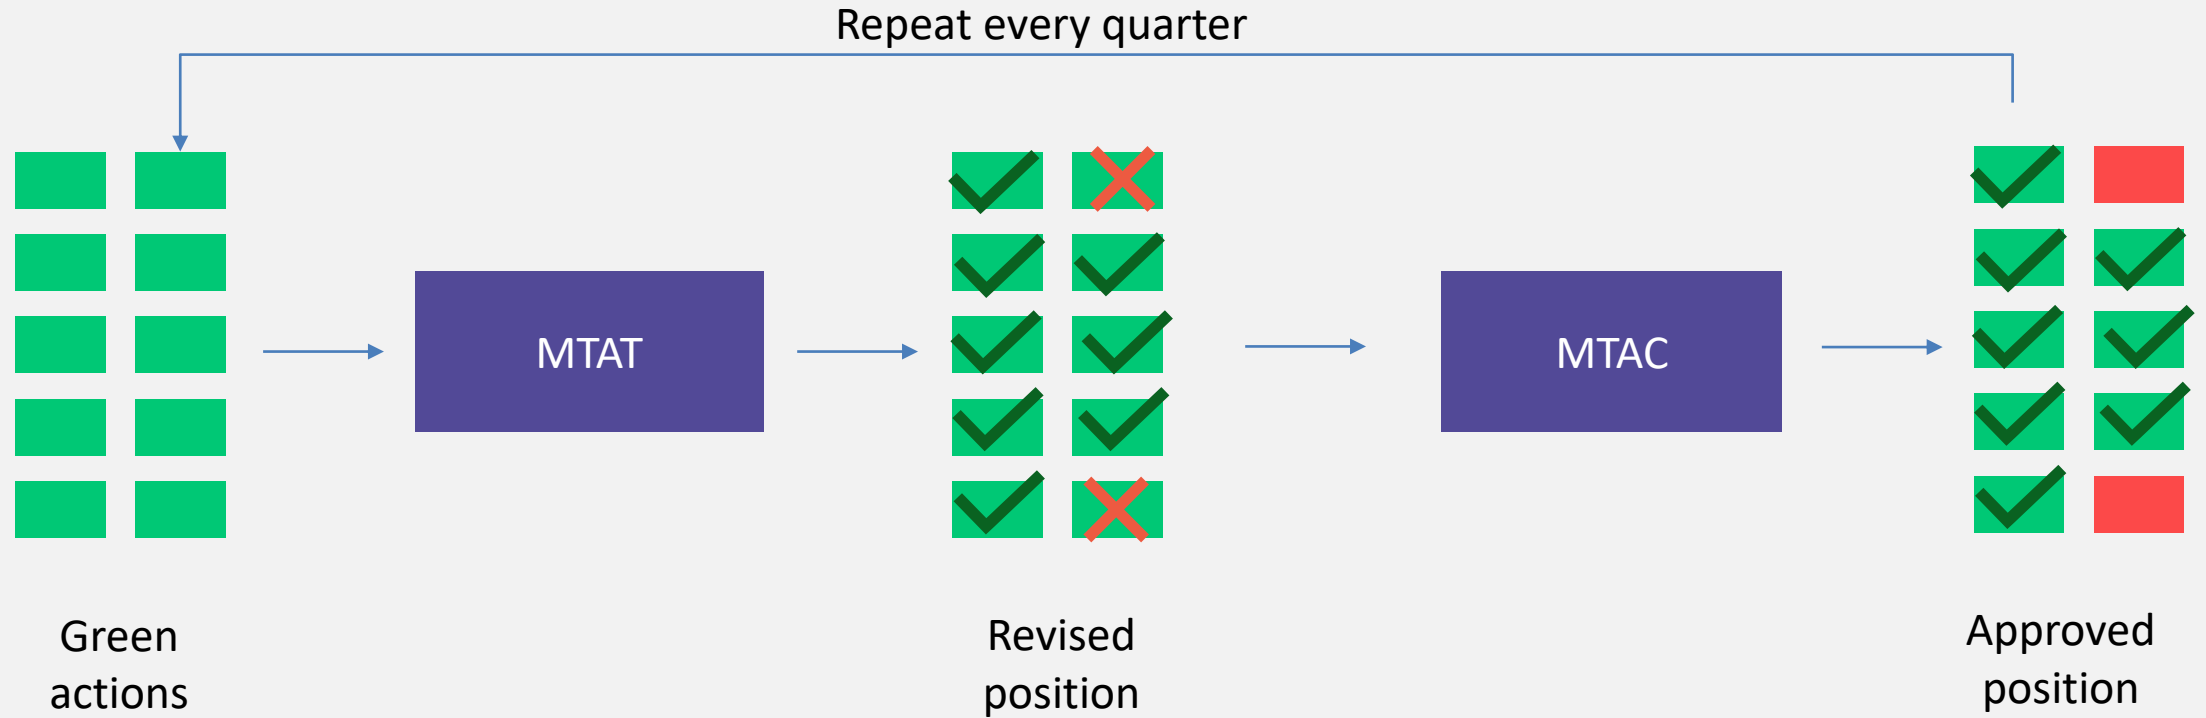 Repeat every quarter
MTAT
MTAC
Green
actions
Revised
position
Approved
position